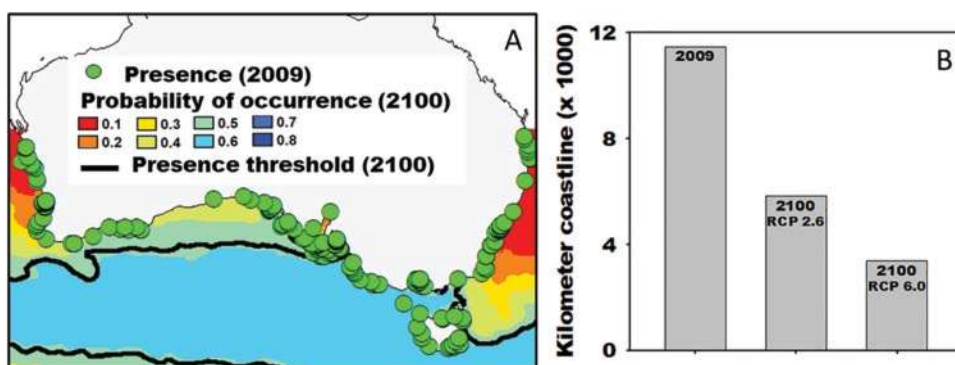 A
Presence (2009)
Probability of occurrence (2100)
0.1 0.3 0.5 0.7
0.2 0.4 0.6 0.8
Presence threshold (2100)
B
Kilometer coastline (x 1000)
12
8
4
0
2009
2100
RCP 2.6
2100
RCP 6.0